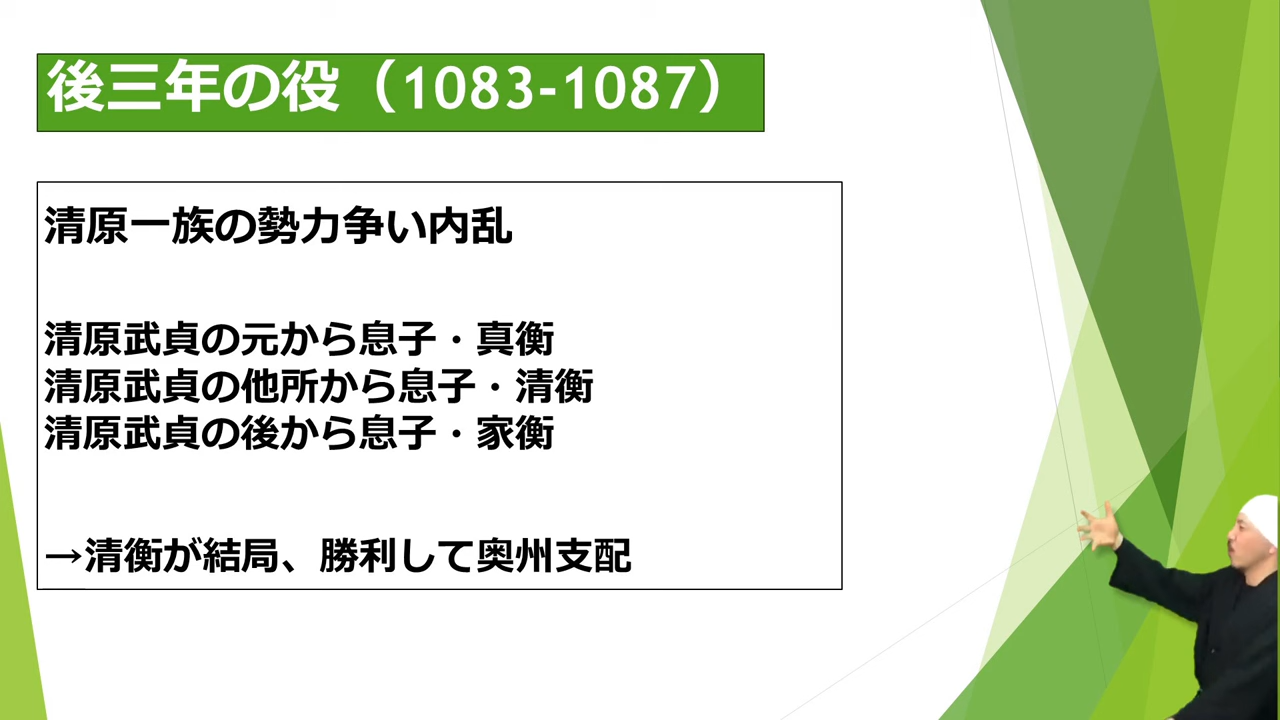 後三年の役（1083-1087）
清原一族の勢力争い内乱
清原武貞の元から息子・真衡
清原武貞の他所から息子・清衡
清原武貞の後から息子・家衡
→清衡が結局、勝利して奥州支配